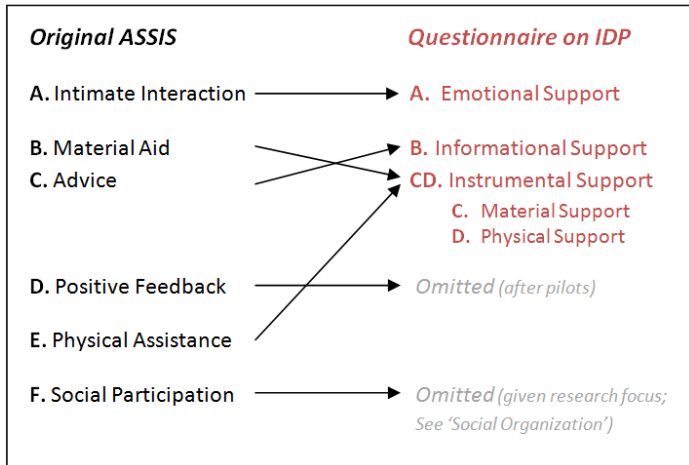 Original ASSIS
Questionnaire on IDP
A. Intimate Interaction
A. Emotional Support
B. Material Aid
B. Informational Support
C. Advice
CD. Instrumental Support
C. Material Support
D. Physical Support
D. Positive Feedback
Omitted (after pilots)
E. Physical Assistance
F. Social Participation
Omitted (given research focus;
See 'Social Organization')